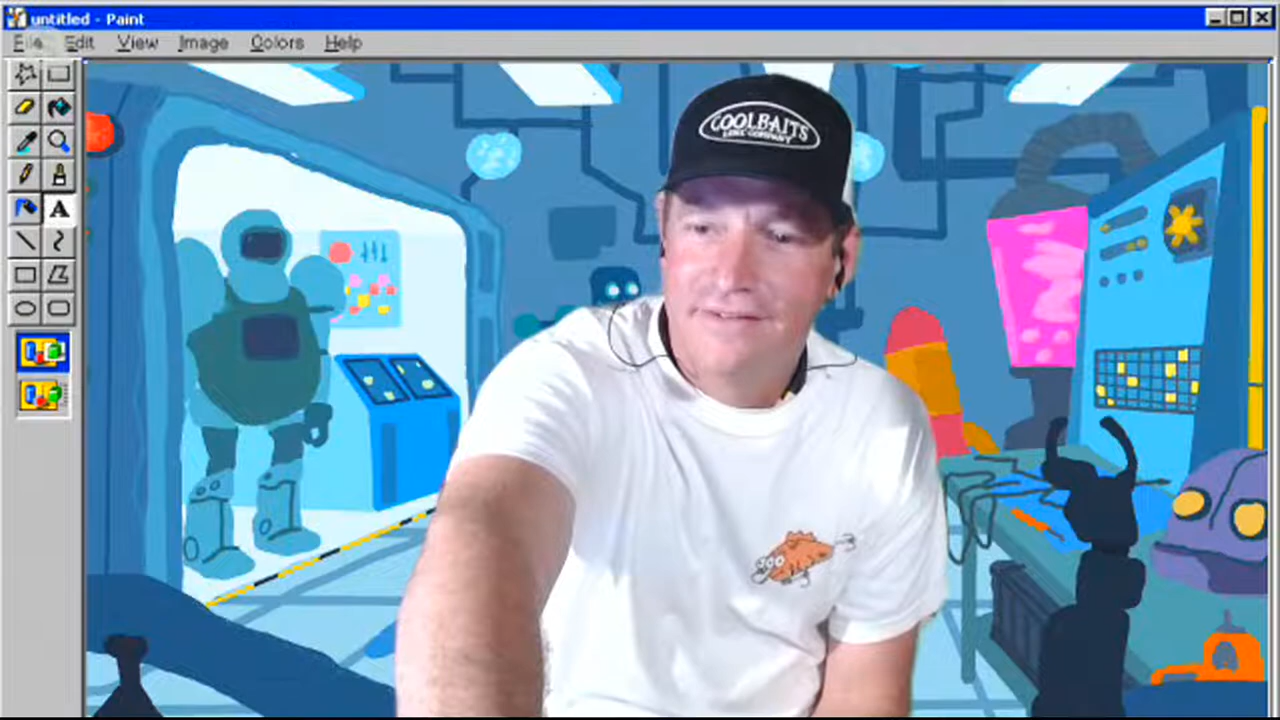 untitled - Paint
File Edit View Image Colors Help
A
COOLBAITS
LURE COMPANY